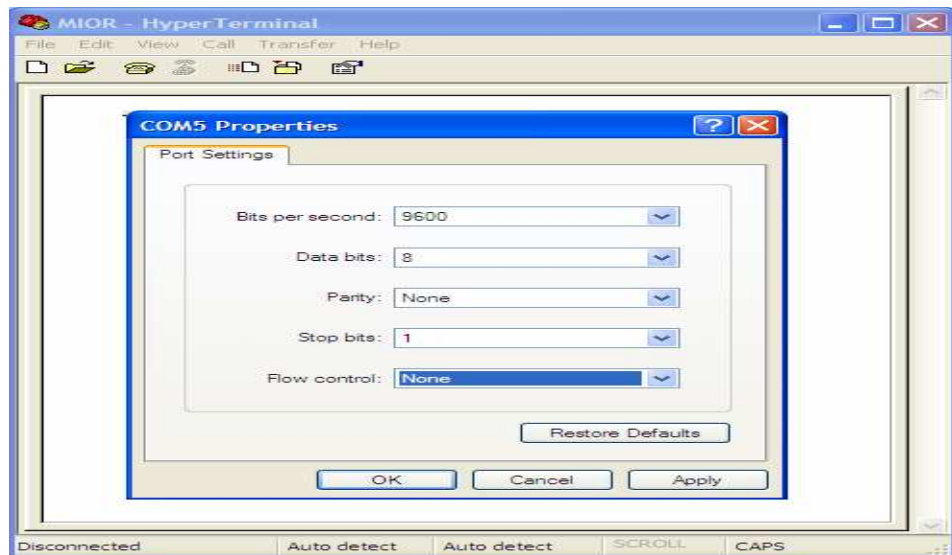 MIOR - HyperTerminal
File Edit View Call Transfer Help
COM5 Properties
Port Settings
Bits per second: 9600
Data bits: 8
Parity: None
Stop bits: 1
Flow control: None
Restore Defaults
OK Cancel Apply
Disconnected Auto detect Auto detect SCROLL CAPS